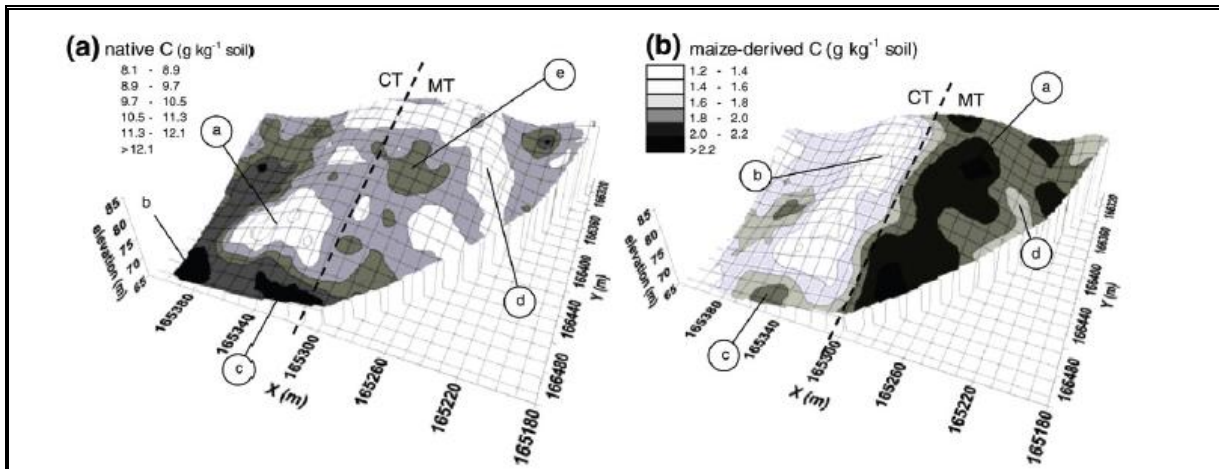 (a) native C (g kg⁻¹ soil)
8.1 - 8.9
8.9 - 9.7
9.7 - 10.5
10.5 - 11.3
11.3 - 12.1
>12.1
CT MT
e
a
b
85
80
75
70
65
elevation (m)
d
c
165380
165340
165300
165260
165220
165180
X (m)
166320
166360
166400
166440
166480
Y (m)
(b) maize-derived C (g kg⁻¹ soil)
1.2 - 1.4
1.4 - 1.6
1.6 - 1.8
1.8 - 2.0
2.0 - 2.2
>2.2
CT MT
a
b
85
80
75
70
65
elevation (m)
d
c
165380
165340
165300
165260
165220
165180
X (m)
166320
166360
166400
166440
166480
Y (m)